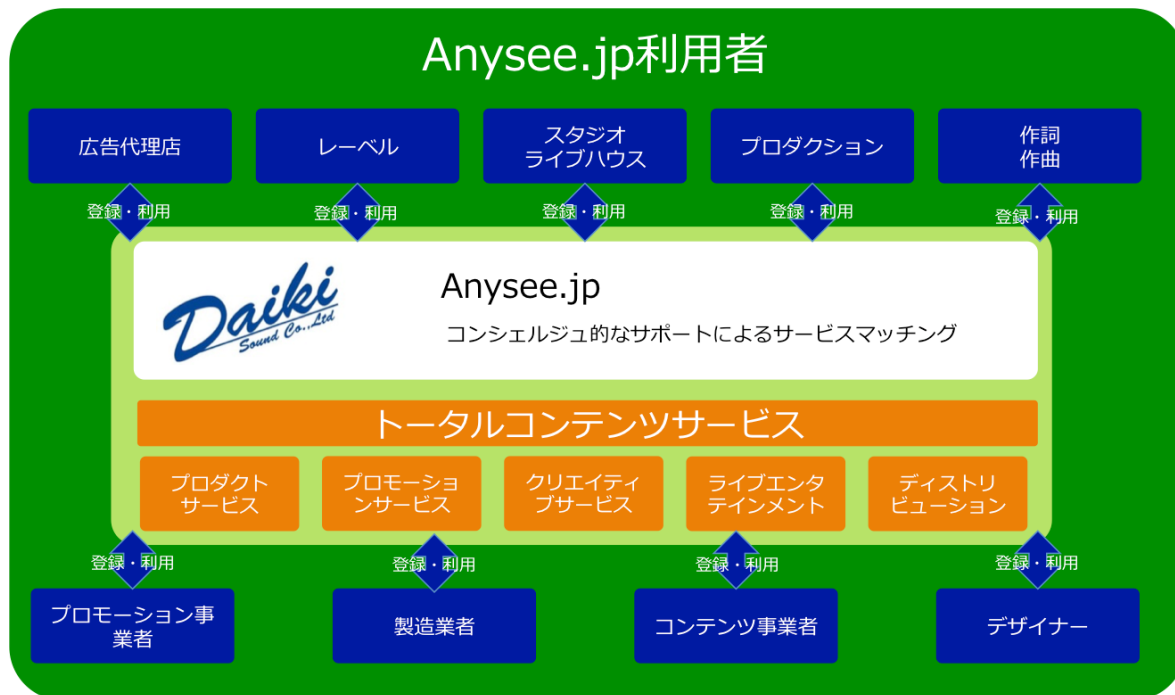 Anysee.jp利用者
広告代理店
レーベル
スタジオ
ライブハウス
プロダクション
作詞
作曲
登録・利用
登録・利用
登録・利用
登録・利用
登録・利用
Daiki
Sound Co.,Ltd
Anysee.jp
コンシェルジュ的なサポートによるサービスマッチング
トータルコンテンツサービス
プロダクト
サービス
プロモーショ
ンサービス
クリエイティ
ブサービス
ライブエンタ
テインメント
ディストリ
ビューション
登録・利用
登録・利用
登録・利用
登録・利用
プロモーション事
業者
製造業者
コンテンツ事業者
デザイナー